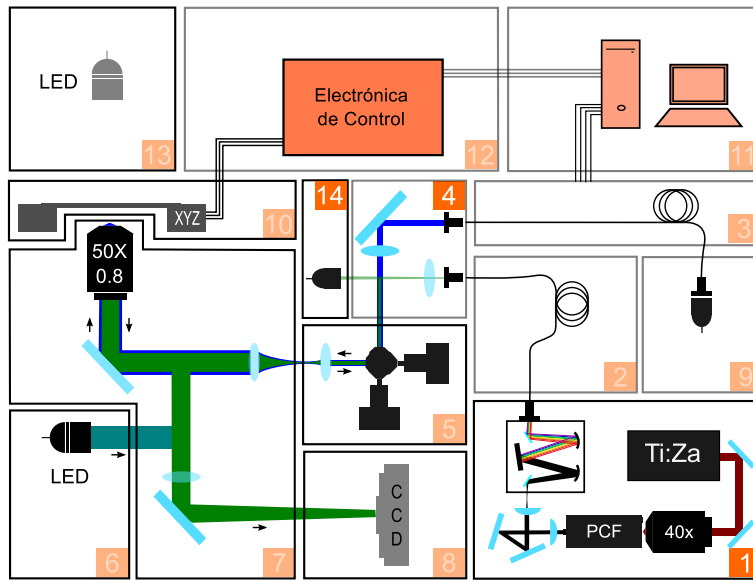 LED
13
Electrónica
de Control
12
11
XYZ
10
14
4
3
50X
0.8
2
9
5
LED
6
7
C
C
D
8
Ti:Za
PCF
40x
1